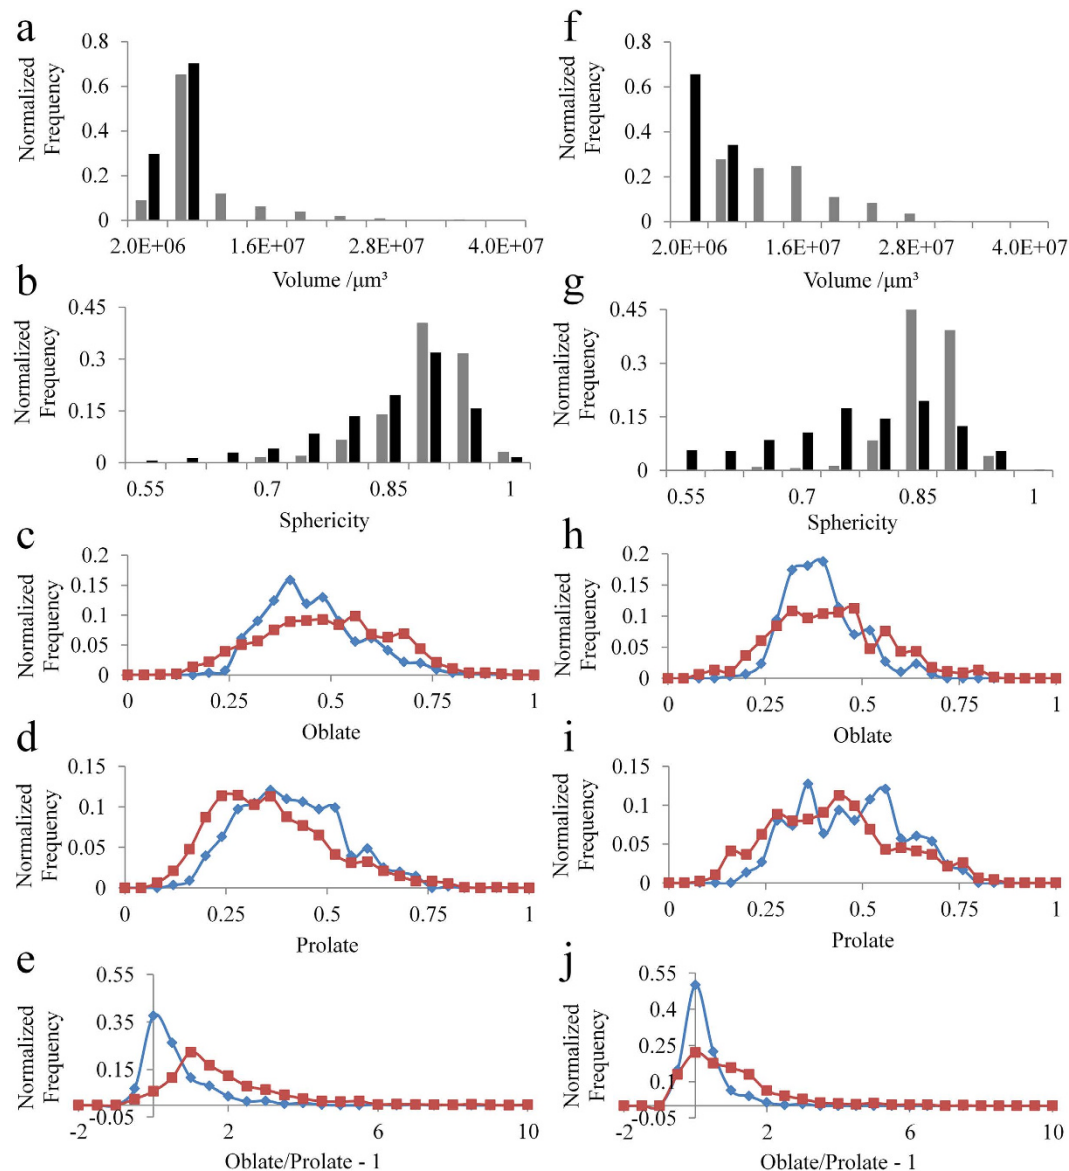 a
Normalized
Frequency
0.8
0.6
0.4
0.2
0
2.0E+06 1.6E+07 2.8E+07 4.0E+07
Volume /µm³
b
Normalized
Frequency
0.45
0.3
0.15
0
0.55 0.7 0.85 1
Sphericity
c
Normalized
Frequency
0.2
0.15
0.1
0.05
0
0 0.25 0.5 0.75 1
Oblate
d
Normalized
Frequency
0.15
0.1
0.05
0
0 0.25 0.5 0.75 1
Prolate
e
Normalized
Frequency
0.55
0.35
0.15
-0.05
-2 2 6 10
Oblate/Prolate - 1
f
Normalized
Frequency
0.8
0.6
0.4
0.2
0
2.0E+06 1.6E+07 2.8E+07 4.0E+07
Volume /µm³
g
Normalized
Frequency
0.45
0.3
0.15
0
0.55 0.7 0.85 1
Sphericity
h
Normalized
Frequency
0.2
0.15
0.1
0.05
0
0 0.25 0.5 0.75 1
Oblate
i
Normalized
Frequency
0.15
0.1
0.05
0
0 0.25 0.5 0.75 1
Prolate
j
Normalized
Frequency
0.55
0.4
0.25
0.1
-0.05
-2 2 6 10
Oblate/Prolate - 1